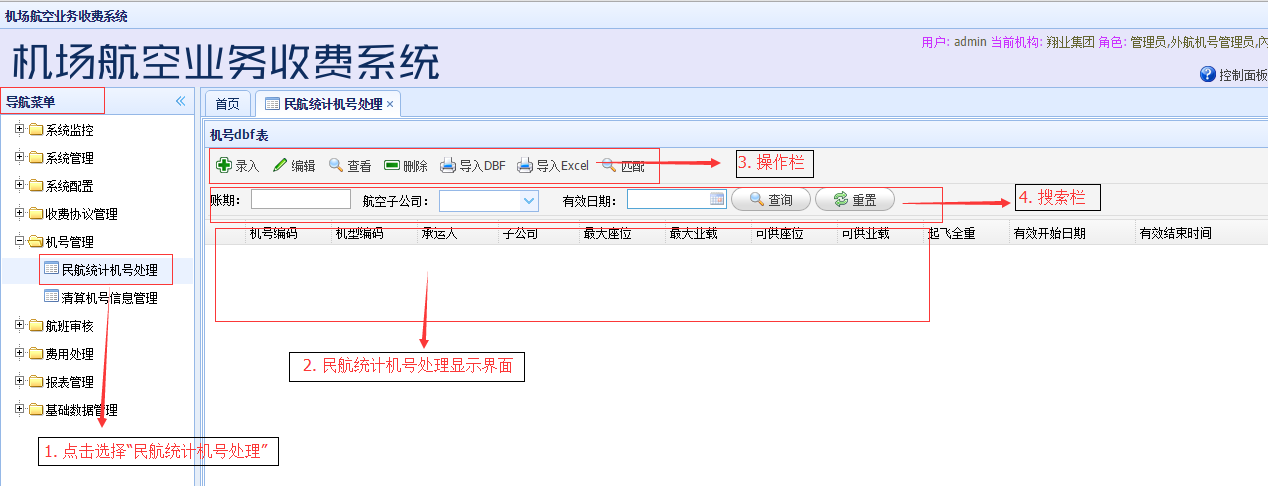 机场航空业务收费系统
机场航空业务收费系统
用户: admin 当前机构: 翔业集团 角色: 管理员,外航机号管理员,内
控制面板
导航菜单
首页 民航统计机号处理
系统监控
系统管理
系统配置
收费协议管理
机号管理
民航统计机号处理
清算机号信息管理
航班审核
费用处理
报表管理
基础数据管理
机号dbf表
录入 编辑 查看 删除 导入DBF 导入Excel 匹配
3. 操作栏
账期: 航空子公司: 有效日期: 查询 重置
4. 搜索栏
机号编码 机型编码 承运人 子公司 最大座位 最大业载 可供座位 可供业载 起飞全重 有效开始日期 有效结束时间
2. 民航统计机号处理显示界面
1. 点击选择“民航统计机号处理”